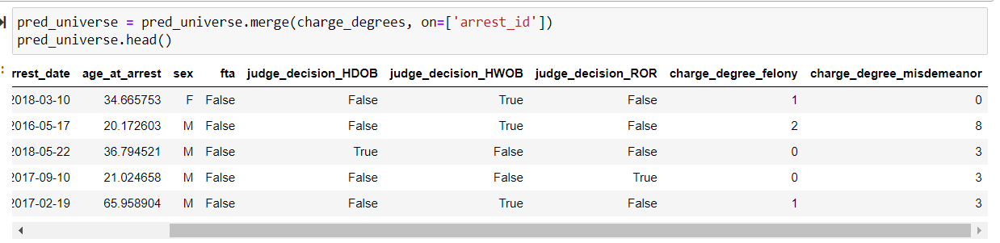 pred_universe = pred_universe.merge(charge_degrees, on=['arrest_id'])
pred_universe.head()
rrest_date age_at_arrest sex fta judge_decision_HDOB judge_decision_HWOB judge_decision_ROR charge_degree_felony charge_degree_misdemeanor
2018-03-10 34.665753 F False False True False 1 0
2016-05-17 20.172603 M False False True False 2 8
2018-05-22 36.794521 M False True False False 0 3
2017-09-10 21.024658 M False False False True 0 3
2017-02-19 65.958904 M False False True False 1 3